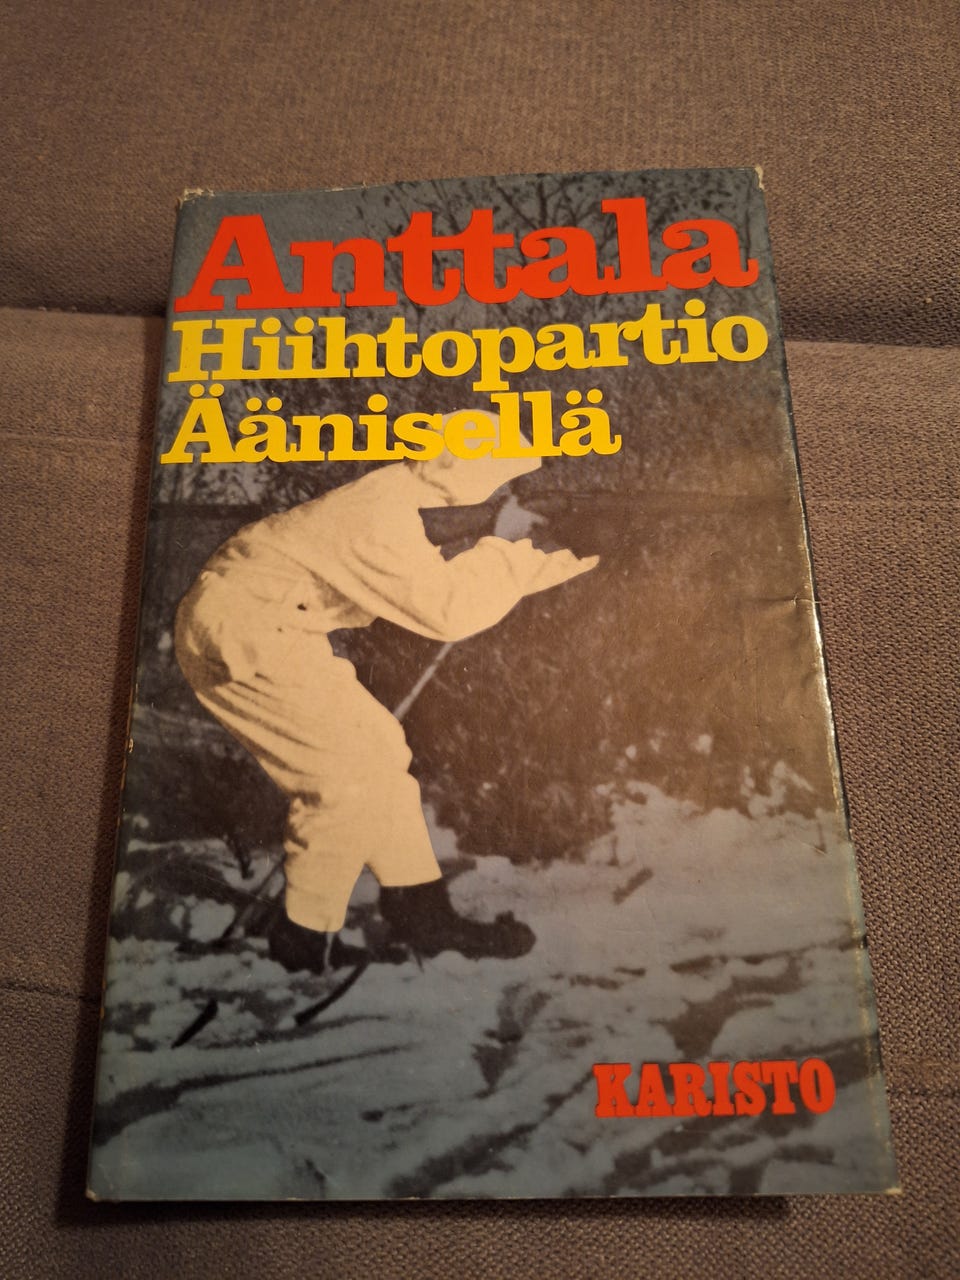 Anttala
Hiihtopartio
Äänisellä
KARISTO